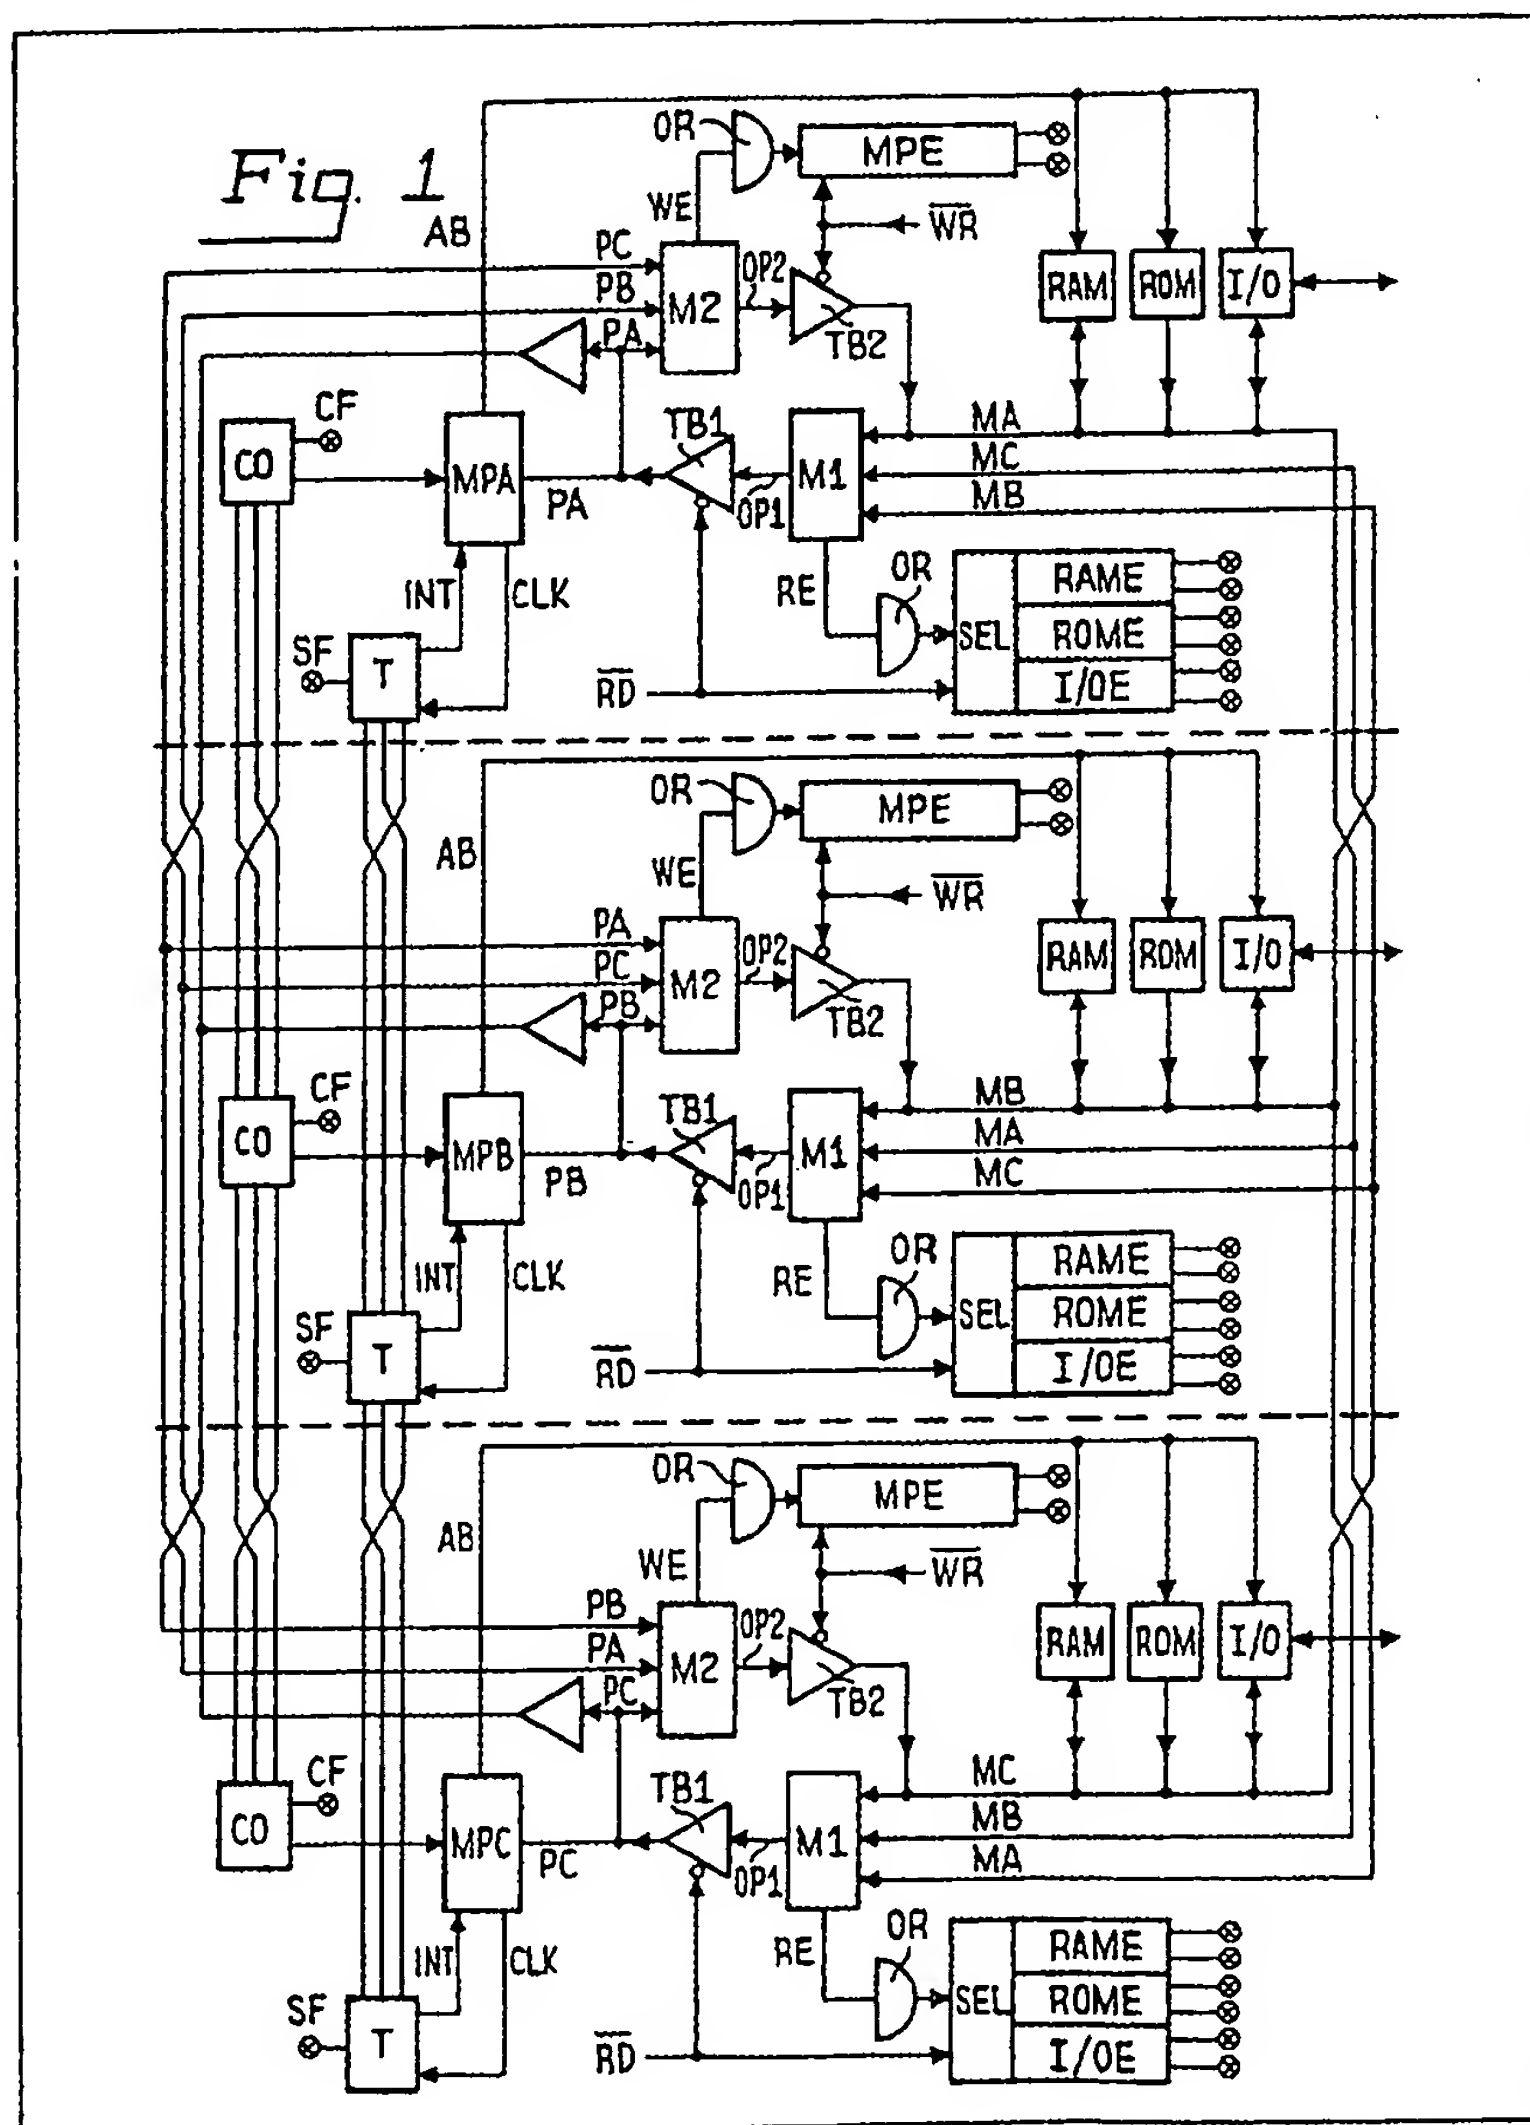 Fig. 1
OR
MPE
WE
WR
AB
PC
PB
PA
M2
OP2
TB2
RAM
ROM
I/O
CF
CO
MPA
PA
TB1
OP1
M1
MA
MC
MB
INT
CLK
RE
OR
SEL
RAME
ROME
I/OE
SF
T
RD
OR
MPE
AB
WE
WR
PA
PC
PB
M2
OP2
TB2
RAM
ROM
I/O
CF
CO
MPB
PB
TB1
OP1
M1
MB
MA
MC
INT
CLK
RE
OR
SEL
RAME
ROME
I/OE
SF
T
RD
OR
MPE
AB
WE
WR
PB
PA
PC
M2
OP2
TB2
RAM
ROM
I/O
CF
CO
MPC
PC
TB1
OP1
M1
MC
MB
MA
INT
CLK
RE
OR
SEL
RAME
ROME
I/OE
SF
T
RD